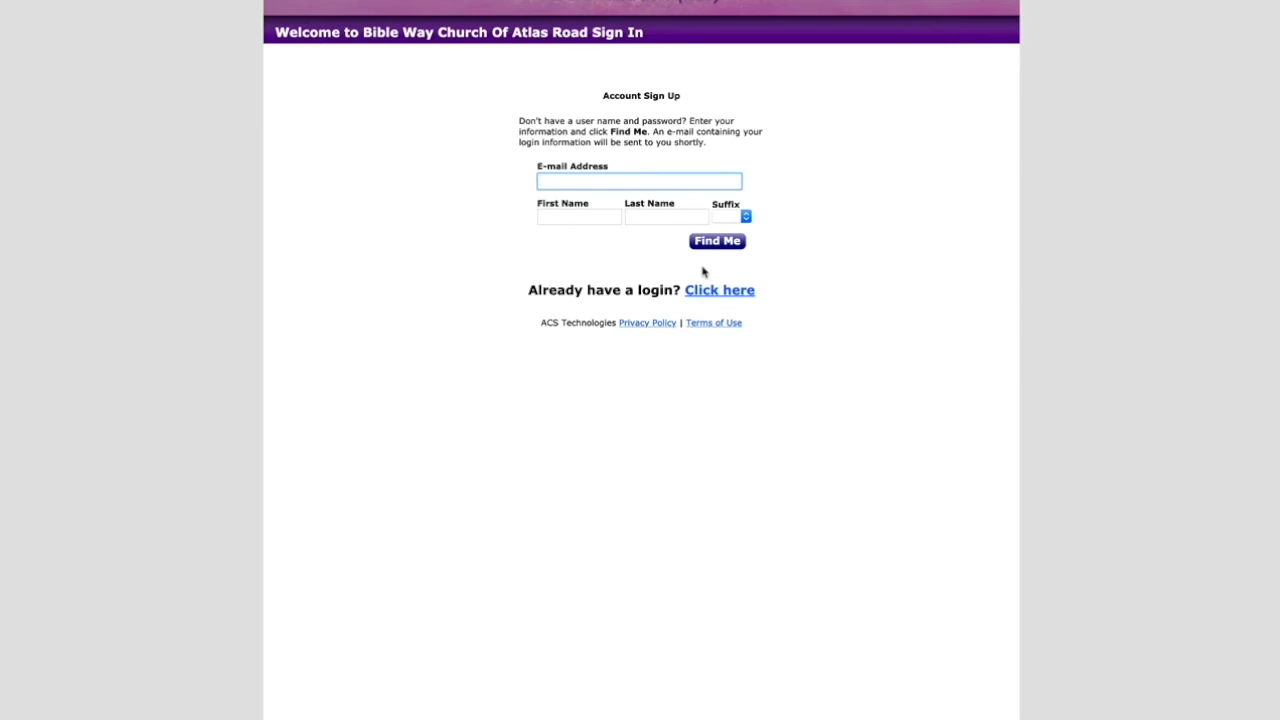 Welcome to Bible Way Church Of Atlas Road Sign In
Account Sign Up
Don't have a user name and password? Enter your
information and click Find Me. An e-mail containing your
login information will be sent to you shortly.
E-mail Address
First Name Last Name Suffix
Find Me
Already have a login? Click here
ACS Technologies Privacy Policy | Terms of Use